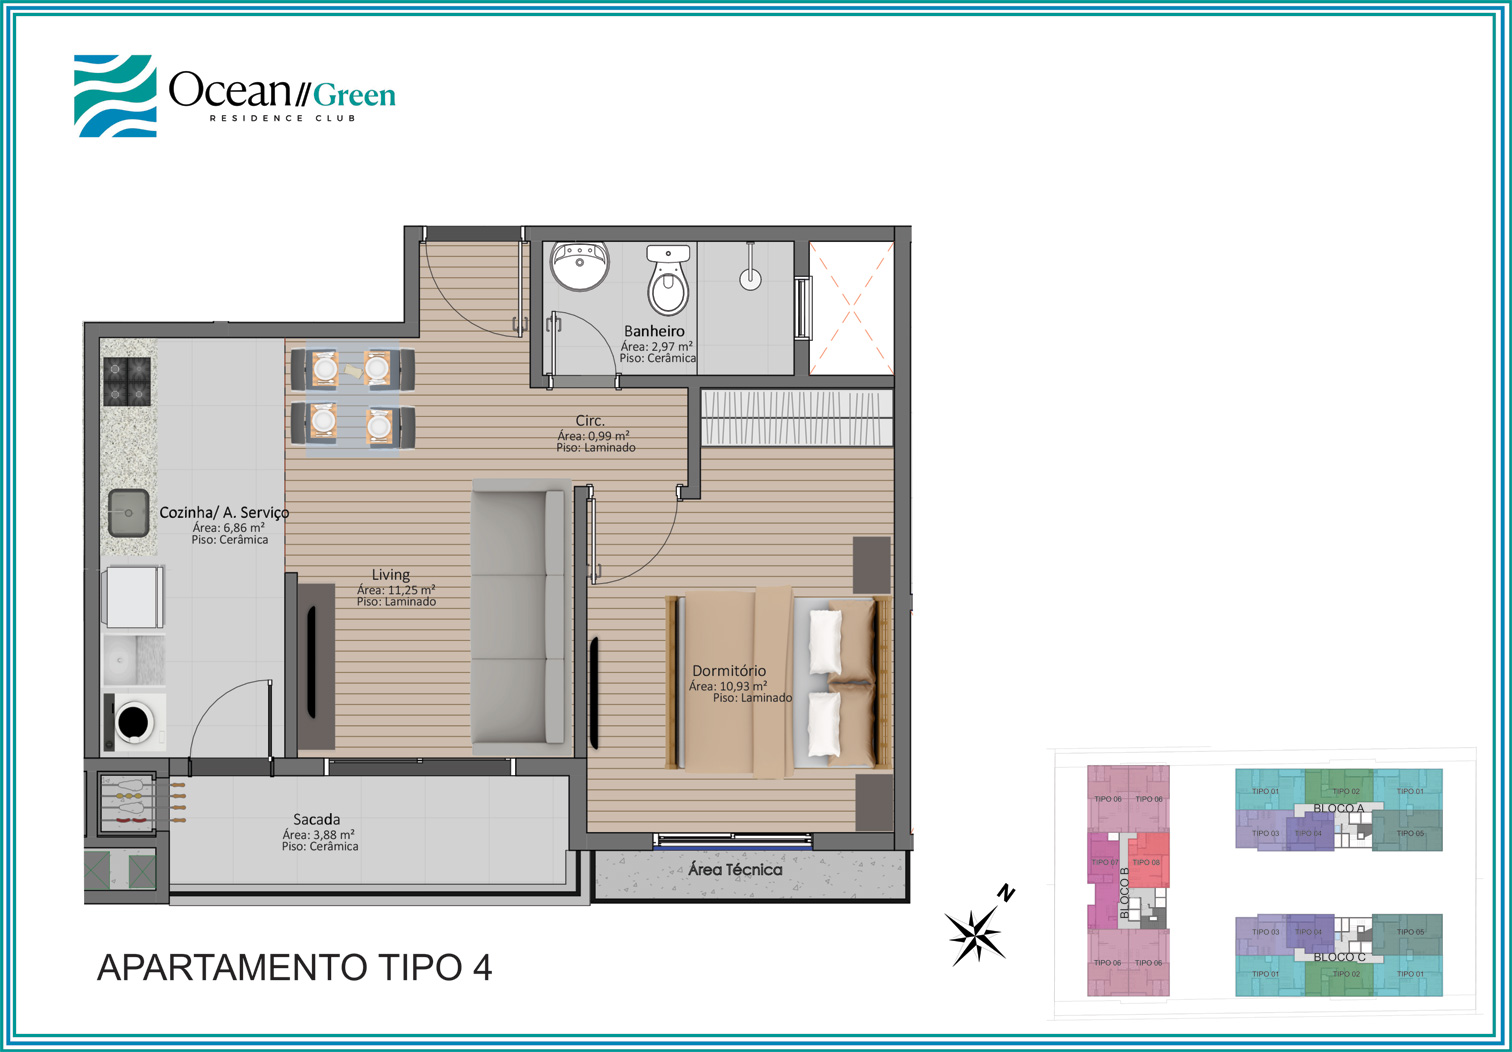 Ocean//Green
RESIDENCE CLUB
Banheiro
Área: 2,97 m²
Piso: Cerâmica
Circ.
Área: 0,99 m²
Piso: Laminado
Cozinha/ A. Serviço
Área: 6,86 m²
Piso: Cerâmica
Living
Área: 11,25 m²
Piso: Laminado
Dormitório
Área: 10,93 m²
Piso: Laminado
Sacada
Área: 3,88 m²
Piso: Cerâmica
Área Técnica
N
APARTAMENTO TIPO 4
TIPO 06 TIPO 06
TIPO 07 TIPO 08
BLOCO B
TIPO 06 TIPO 06
TIPO 01 TIPO 02 TIPO 01
BLOCO A
TIPO 03 TIPO 04 TIPO 05
TIPO 03 TIPO 04 TIPO 05
BLOCO C
TIPO 01 TIPO 02 TIPO 01